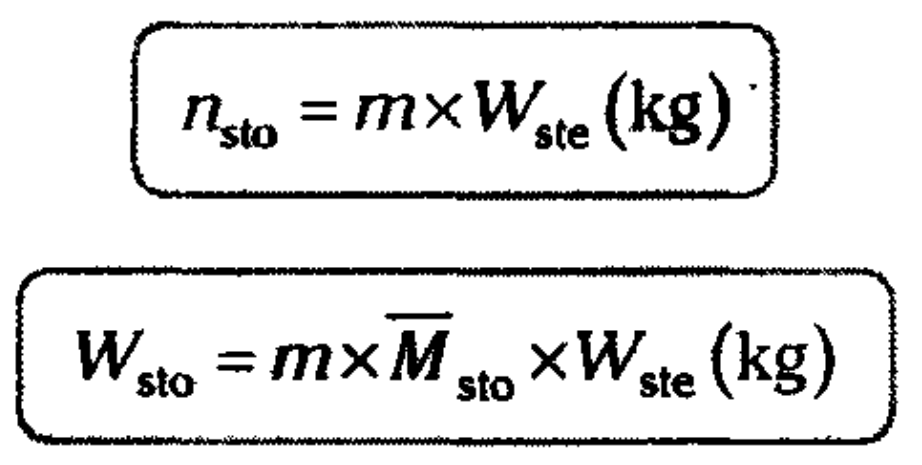 n_sto = m × W_ste (kg)
W_sto = m × M̅_sto × W_ste (kg)